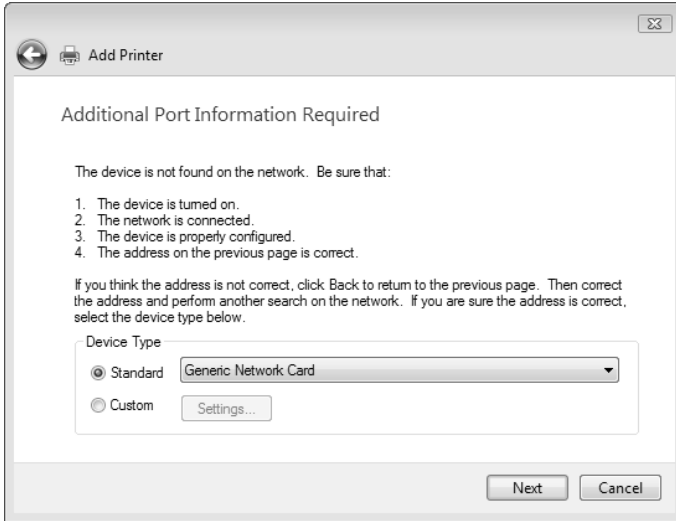 Add Printer
Additional Port Information Required
The device is not found on the network. Be sure that:
1. The device is turned on.
2. The network is connected.
3. The device is properly configured.
4. The address on the previous page is correct.
If you think the address is not correct, click Back to return to the previous page. Then correct
the address and perform another search on the network. If you are sure the address is correct,
select the device type below.
Device Type
Standard Generic Network Card
Custom Settings...
Next Cancel